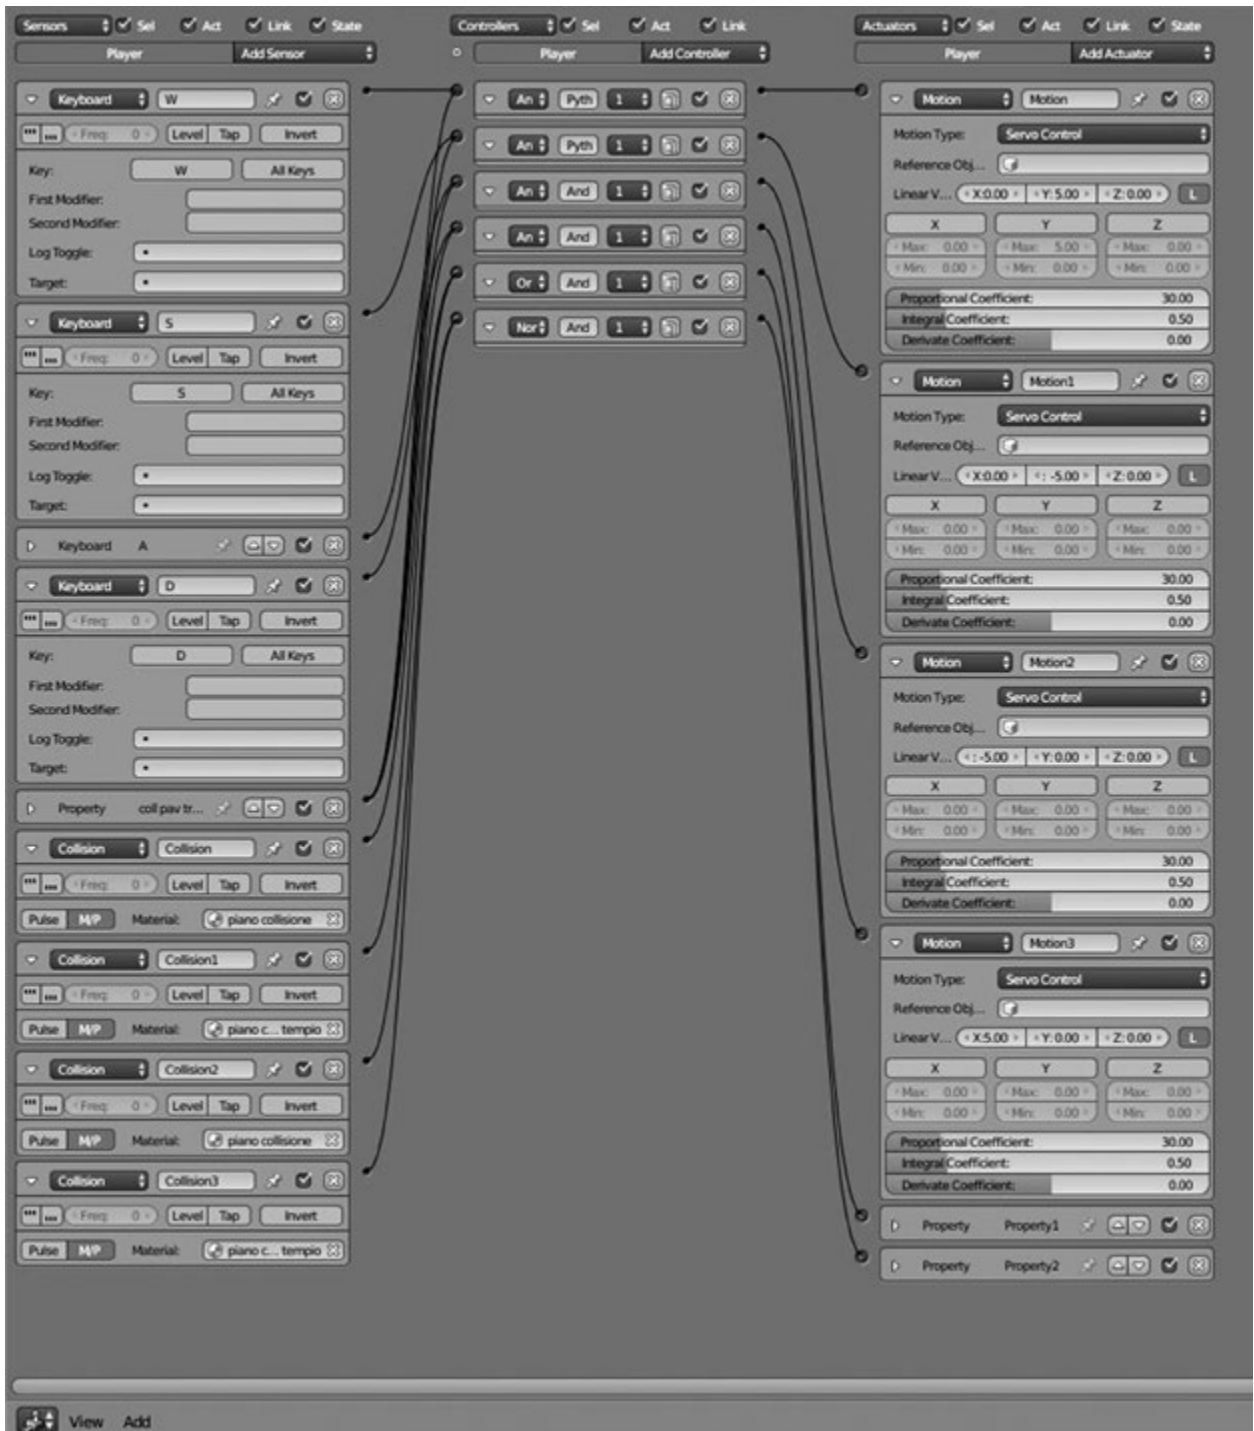 Sensors Sel Act Link State
Player Add Sensor
Keyboard W
Freq: 0 Level Tap Invert
Key: W All Keys
First Modifier:
Second Modifier:
Log Toggle:
Target:
Keyboard S
Freq: 0 Level Tap Invert
Key: S All Keys
First Modifier:
Second Modifier:
Log Toggle:
Target:
Keyboard A
Keyboard D
Freq: 0 Level Tap Invert
Key: D All Keys
First Modifier:
Second Modifier:
Log Toggle:
Target:
Property coll pav tr...
Collision Collision
Freq: 0 Level Tap Invert
Pulse M/P Material: piano collisione
Collision Collision1
Freq: 0 Level Tap Invert
Pulse M/P Material: piano c... tempio
Collision Collision2
Freq: 0 Level Tap Invert
Pulse M/P Material: piano collisione
Collision Collision3
Freq: 0 Level Tap Invert
Pulse M/P Material: piano c... tempio
Controllers Sel Act Link
Player Add Controller
An Pyth 1
An Pyth 1
An And 1
An And 1
Or And 1
Nor And 1
Actuators Sel Act Link State
Player Add Actuator
Motion Motion
Motion Type: Servo Control
Reference Obj...
Linear V... X:0.00 Y: 5.00 Z: 0.00 L
X Y Z
Max: 0.00 Max: 5.00 Max: 0.00
Min: 0.00 Min: 0.00 Min: 0.00
Proportional Coefficient: 30.00
Integral Coefficient: 0.50
Derivate Coefficient: 0.00
Motion Motion1
Motion Type: Servo Control
Reference Obj...
Linear V... X:0.00 : -5.00 Z: 0.00 L
X Y Z
Max: 0.00 Max: 0.00 Max: 0.00
Min: 0.00 Min: 0.00 Min: 0.00
Proportional Coefficient: 30.00
Integral Coefficient: 0.50
Derivate Coefficient: 0.00
Motion Motion2
Motion Type: Servo Control
Reference Obj...
Linear V... : -5.00 Y: 0.00 Z: 0.00 L
X Y Z
Max: 0.00 Max: 0.00 Max: 0.00
Min: 0.00 Min: 0.00 Min: 0.00
Proportional Coefficient: 30.00
Integral Coefficient: 0.50
Derivate Coefficient: 0.00
Motion Motion3
Motion Type: Servo Control
Reference Obj...
Linear V... X:5.00 Y: 0.00 Z: 0.00 L
X Y Z
Max: 0.00 Max: 0.00 Max: 0.00
Min: 0.00 Min: 0.00 Min: 0.00
Proportional Coefficient: 30.00
Integral Coefficient: 0.50
Derivate Coefficient: 0.00
Property Property1
Property Property2
View Add